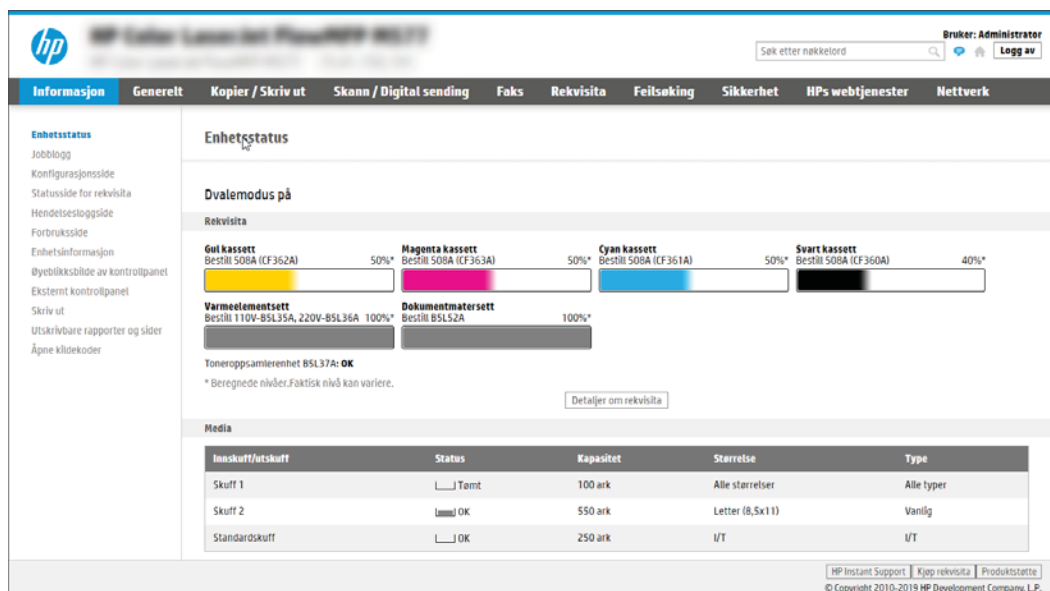 hp
HP Color LaserJet FlowMFP M577
Bruker: Administrator
Søk etter nøkkelord
Logg av
Informasjon Generelt Kopier / Skriv ut Skann / Digital sending Faks Rekvisita Feilsøking Sikkerhet HPs webtjenester Nettverk
Enhetsstatus
Jobblogg
Konfigurasjonsside
Statusside for rekvisita
Hendelsesloggside
Forbruksside
Enhetsinformasjon
Øyeblikksbilde av kontrollpanel
Eksternt kontrollpanel
Skriv ut
Utskrivbare rapporter og sider
Åpne kildekoder
Enhetsstatus
Dvalemodus på
Rekvisita
Gul kassett Magenta kassett Cyan kassett Svart kassett
Bestill 508A (CF362A) 50%* Bestill 508A (CF363A) 50%* Bestill 508A (CF361A) 50%* Bestill 508A (CF360A) 40%*
Varmeelementsett Dokumentmatersett
Bestill 110V-B5L35A, 220V-B5L36A 100%* Bestill B5L52A 100%*
Toneroppsamlerenhet B5L37A: OK
* Beregnede nivåer.Faktisk nivå kan variere.
Detaljer om rekvisita
Media
Innskuff/utskuff Status Kapasitet Størrelse Type
Skuff 1 Tømt 100 ark Alle størrelser Alle typer
Skuff 2 OK 550 ark Letter (8,5x11) Vanlig
Standardskuff OK 250 ark I/T I/T
HP Instant Support Kjøp rekvisita Produktstøtte
© Copyright 2010-2019 HP Development Company, L.P.